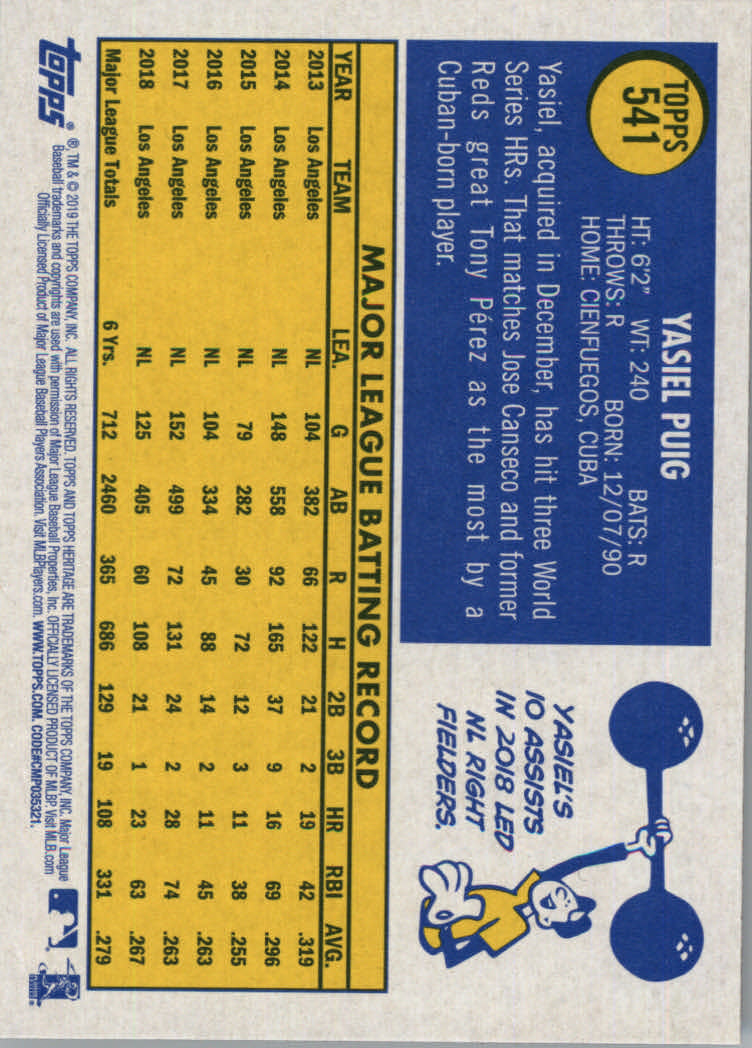 TOPPS
541
YASIEL PUIG
HT: 6'2" WT: 240 BATS: R
THROWS: R BORN: 12/07/90
HOME: CIENFUEGOS, CUBA
Yasiel, acquired in December, has hit three World
Series HRs. That matches Jose Canseco and former
Reds great Tony Pérez as the most by a
Cuban-born player.
YASIEL'S
10 ASSISTS
IN 2018 LED
NL RIGHT
FIELDERS.
MAJOR LEAGUE BATTING RECORD
YEAR TEAM LEA. G AB R H 2B 3B HR RBI AVG.
2013 Los Angeles NL 104 382 66 122 21 2 19 42 .319
2014 Los Angeles NL 148 558 92 165 37 9 16 69 .296
2015 Los Angeles NL 79 282 30 72 12 3 11 38 .255
2016 Los Angeles NL 104 334 45 88 14 2 11 45 .263
2017 Los Angeles NL 152 499 72 131 24 2 28 74 .263
2018 Los Angeles NL 125 405 60 108 21 1 23 63 .267
Major League Totals 6 Yrs. 712 2460 365 686 129 19 108 331 .279
topps®
®, TM & © 2019 THE TOPPS COMPANY, INC. ALL RIGHTS RESERVED. TOPPS AND TOPPS HERITAGE ARE TRADEMARKS OF THE TOPPS COMPANY, INC. Major League
Baseball trademarks and copyrights are used with permission of Major League Baseball Properties, Inc. OFFICIALLY LICENSED PRODUCT OF MLBP. Visit MLB.com
Officially Licensed Product of Major League Baseball Players Association. Visit MLBPlayers.com. WWW.TOPPS.COM. CODE#CMP035321.